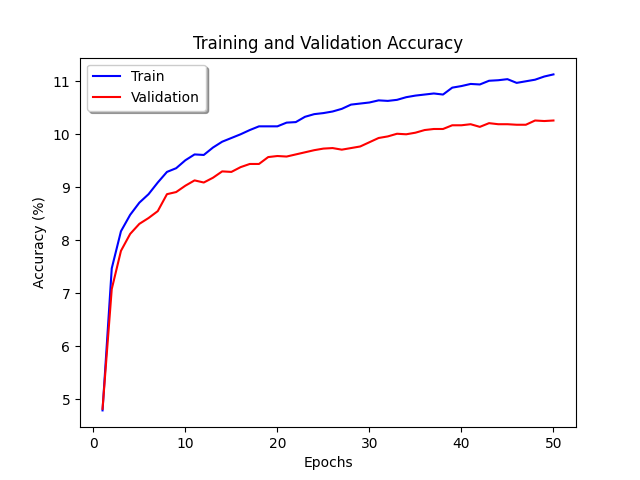 Training and Validation Accuracy
Train
Validation
11
10
9
8
7
6
5
Accuracy (%)
0 10 20 30 40 50
Epochs